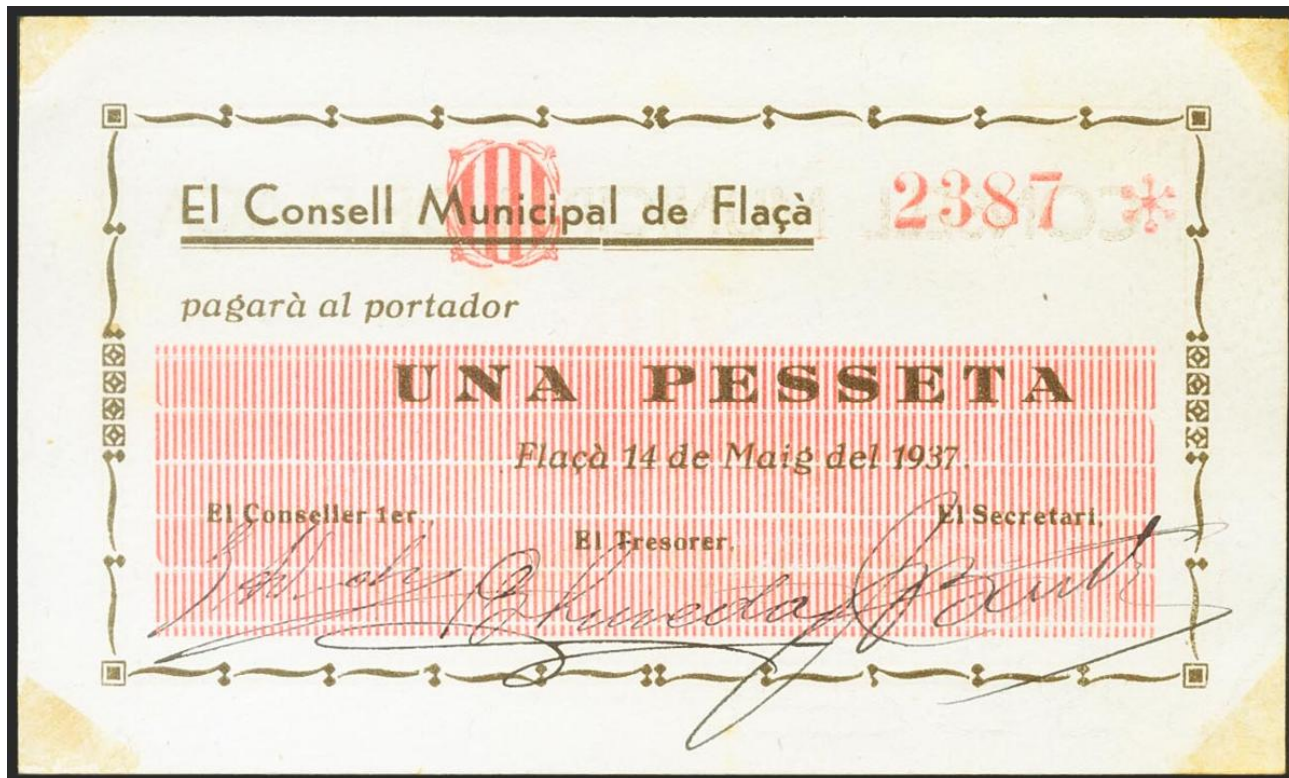 El Consell Municipal de Flaçà 2387 *
pagarà al portador
UNA PESSETA
Flaçà 14 de Maig del 1937.
El Conseller 1er.,
El Tresorer,
El Secretari,